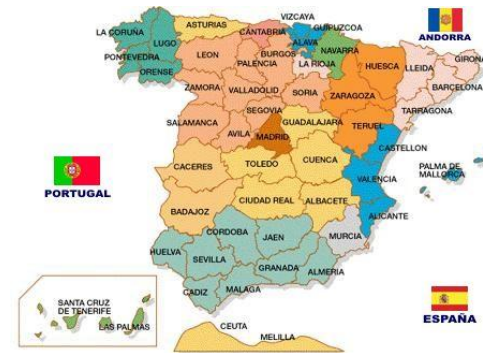 VIZCAYA
GUIPUZCOA
ASTURIAS
CANTABRIA
LA CORUÑA
LUGO
ALAVA
NAVARRA
ANDORRA
PONTEVEDRA
LEON
PALENCIA
BURGOS
LA RIOJA
HUESCA
LLEIDA
GIRONA
ORENSE
ZAMORA
VALLADOLID
SORIA
ZARAGOZA
BARCELONA
TARRAGONA
SEGOVIA
SALAMANCA
AVILA
MADRID
GUADALAJARA
TERUEL
CASTELLON
CACERES
TOLEDO
CUENCA
PALMA DE
MALLORCA
PORTUGAL
VALENCIA
BADAJOZ
CIUDAD REAL
ALBACETE
ALICANTE
CORDOBA
JAEN
MURCIA
HUELVA
SEVILLA
GRANADA
ALMERIA
CADIZ
MALAGA
SANTA CRUZ
DE TENERIFE
LAS PALMAS
ESPAÑA
CEUTA
MELILLA